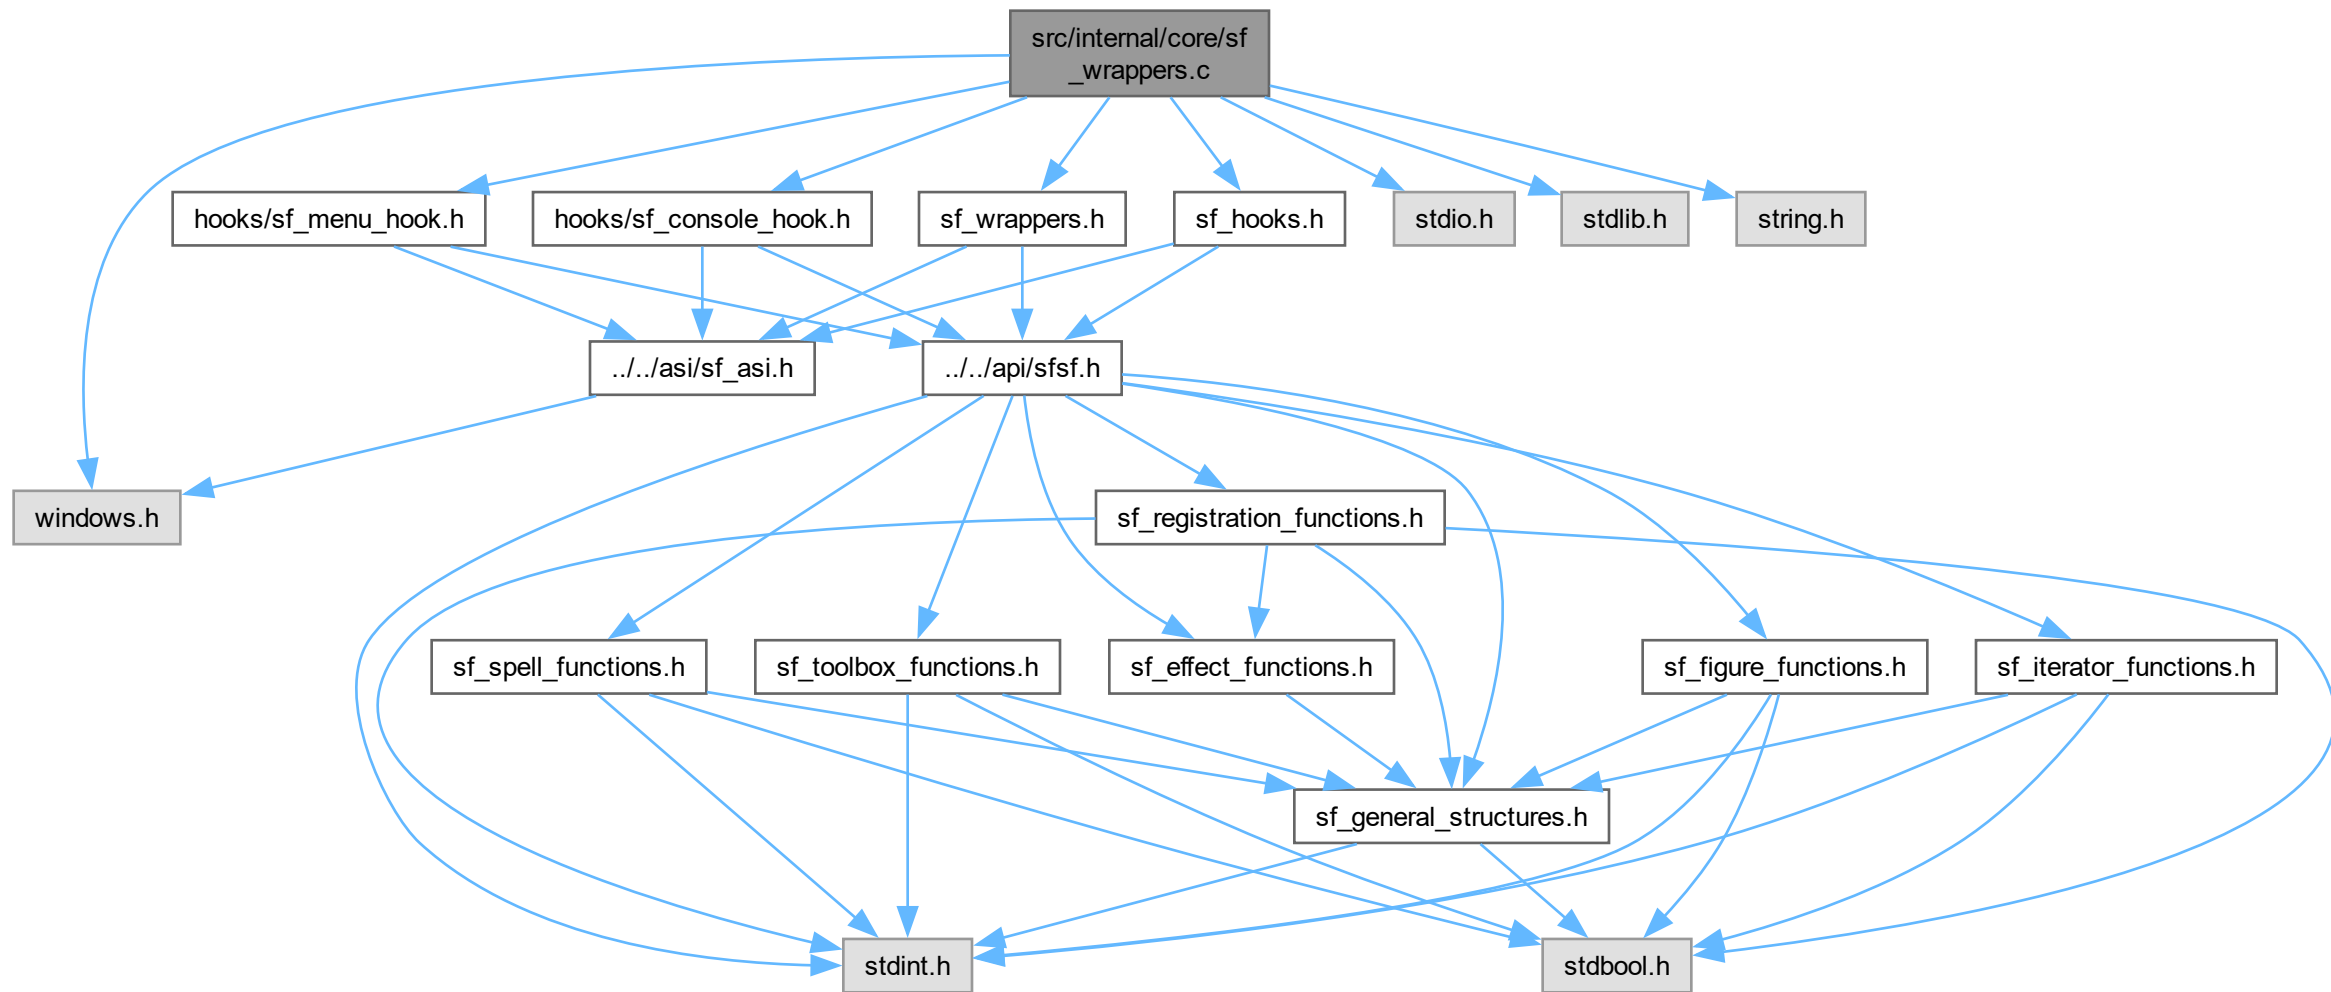 src/internal/core/sf
_wrappers.c
hooks/sf_menu_hook.h
hooks/sf_console_hook.h
sf_wrappers.h
sf_hooks.h
stdio.h
stdlib.h
string.h
../../asi/sf_asi.h
../../api/sfsf.h
windows.h
sf_registration_functions.h
sf_spell_functions.h
sf_toolbox_functions.h
sf_effect_functions.h
sf_figure_functions.h
sf_iterator_functions.h
sf_general_structures.h
stdint.h
stdbool.h